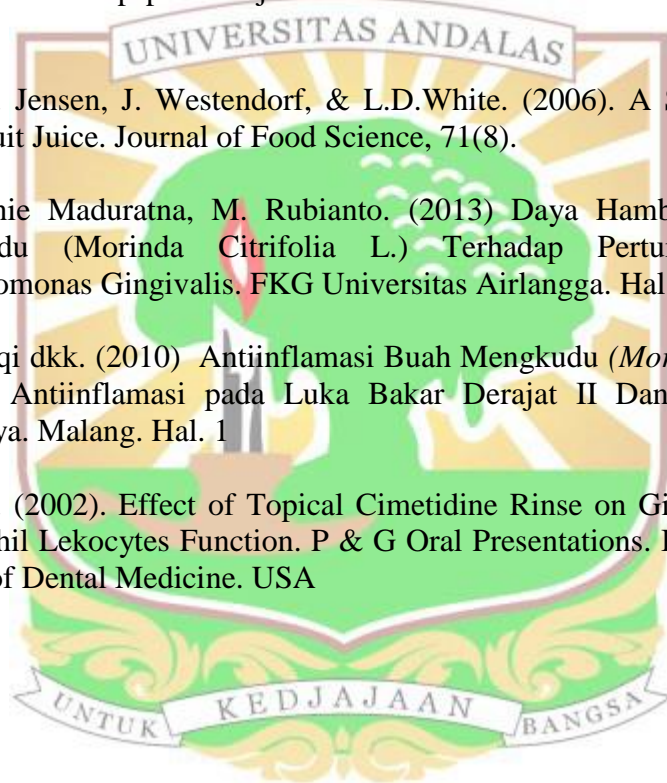 UNIVERSITAS ANDALAS
Jensen, J. Westendorf, & L.D.White. (2006). A
uit Juice. Journal of Food Science, 71(8).
nie Maduratna, M. Rubianto. (2013) Daya Hamb
du (Morinda Citrifolia L.) Terhadap Pertu
omonas Gingivalis. FKG Universitas Airlangga. Hal
qi dkk. (2010) Antiinflamasi Buah Mengkudu (Mor
Antiinflamasi pada Luka Bakar Derajat II Dan
ya. Malang. Hal. 1
(2002). Effect of Topical Cimetidine Rinse on Gi
hil Lekocytes Function. P & G Oral Presentations.
of Dental Medicine. USA
UNTUK KEDJAJAAN BANGSA